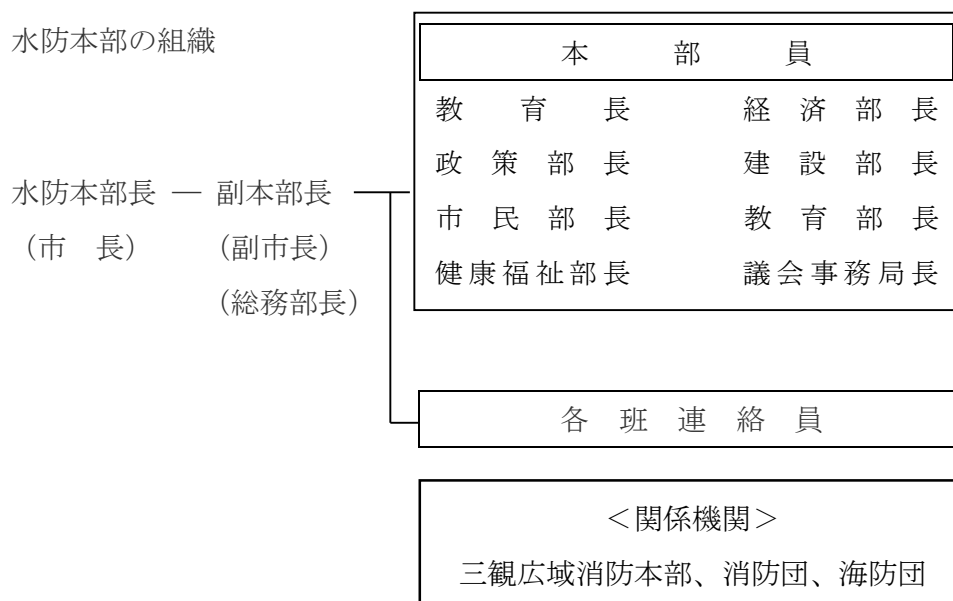 水防本部の組織
本部員
教育長 経済部長
政策部長 建設部長
水防本部長 ― 副本部長
市民部長 教育部長
（市　長） （副市長）
健康福祉部長 議会事務局長
（総務部長）
各班連絡員
＜関係機関＞
三観広域消防本部、消防団、海防団